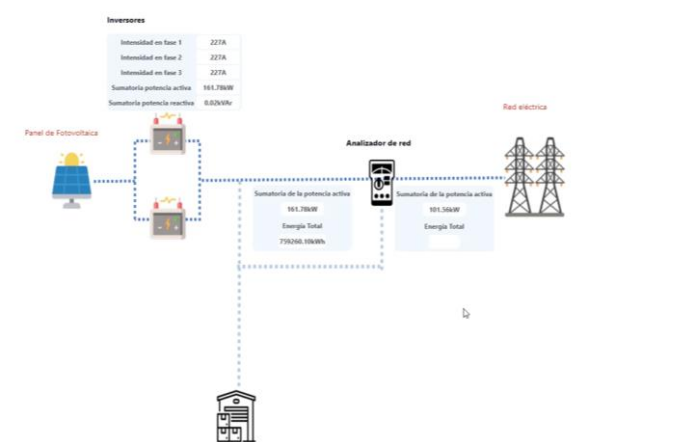 Inversores
Intensidad en fase 1 227A
Intensidad en fase 2 227A
Intensidad en fase 3 227A
Sumatoria potencia activa 161.78kW
Sumatoria potencia reactiva 0.02kVAr
Red eléctrica
Panel de Fotovoltaica
Analizador de red
Sumatoria de la potencia activa
161.78kW
Energía Total
759260.10kWh
Sumatoria de la potencia activa
101.56kW
Energía Total